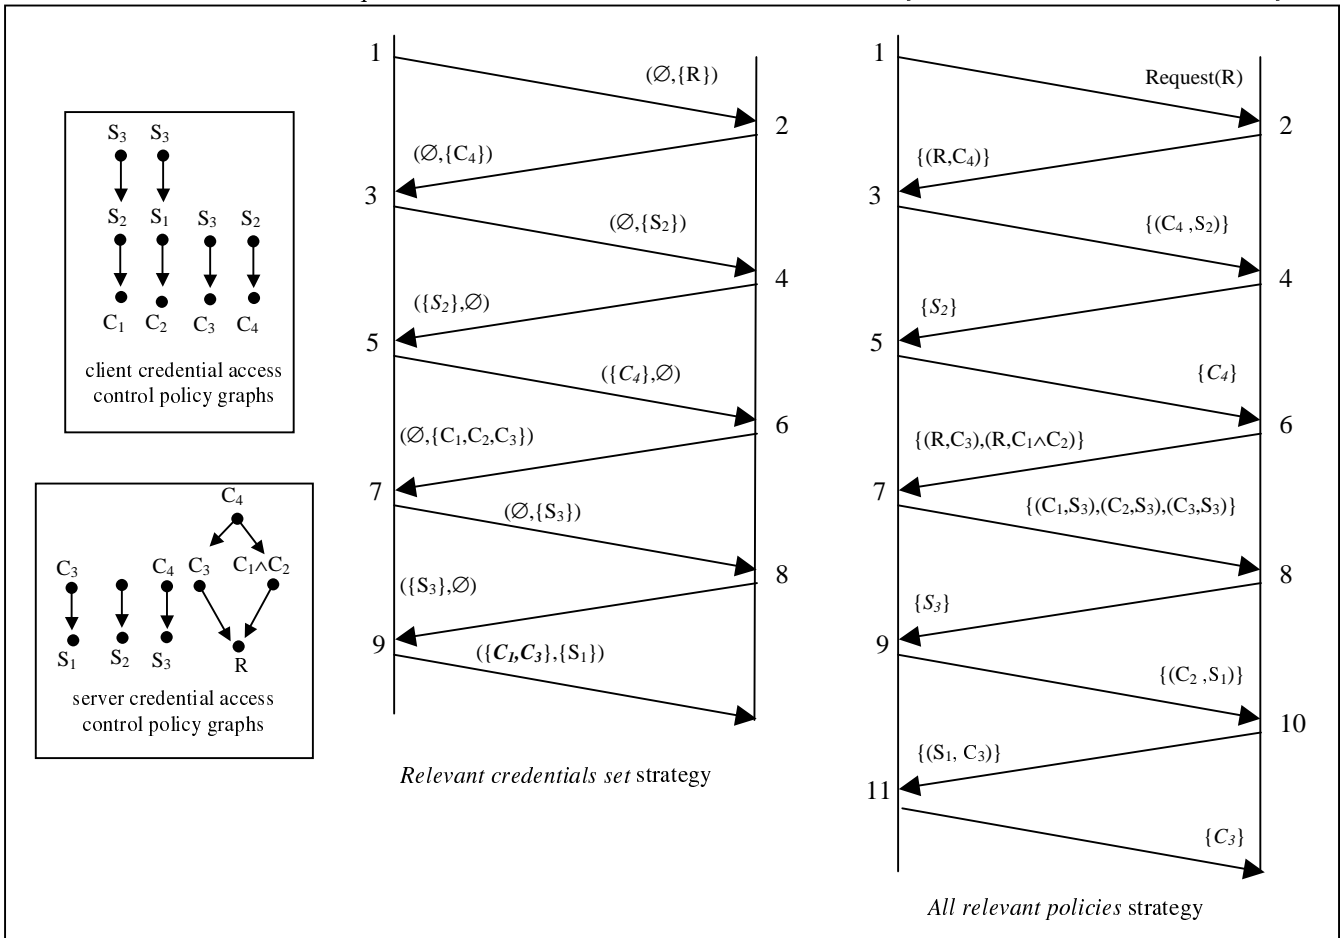 S₃ S₃
S₂ S₁ S₃ S₂
C₁ C₂ C₃ C₄
client credential access
control policy graphs
C₄
C₃ C₄ C₃ C₁∧C₂
S₁ S₂ S₃ R
server credential access
control policy graphs
1
(∅,{R})
2
(∅,{C₄})
3
(∅,{S₂})
4
({S₂},∅)
5
({C₄},∅)
6
(∅,{C₁,C₂,C₃})
7
(∅,{S₃})
8
({S₃},∅)
9
({C₁,C₃},{S₁})
Relevant credentials set strategy
1
Request(R)
2
{(R,C₄)}
3
{(C₄ ,S₂)}
4
{S₂}
5
{C₄}
6
{(R,C₃),(R,C₁∧C₂)}
7
{(C₁,S₃),(C₂,S₃),(C₃,S₃)}
8
{S₃}
9
{(C₂ ,S₁)}
10
{(S₁, C₃)}
11
{C₃}
All relevant policies strategy